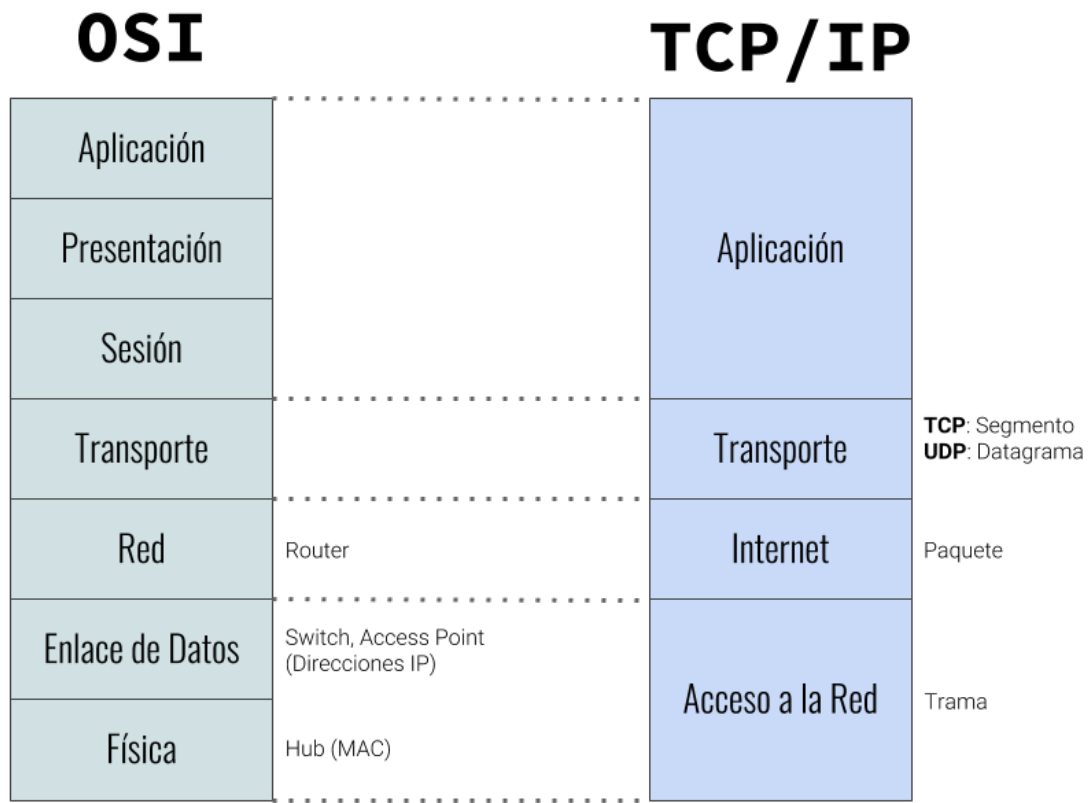 OSI
TCP/IP
Aplicación
Presentación
Sesión
Transporte
Red
Router
Enlace de Datos
Switch, Access Point
(Direcciones IP)
Física
Hub (MAC)
Aplicación
Transporte
TCP: Segmento
UDP: Datagrama
Internet
Paquete
Acceso a la Red
Trama